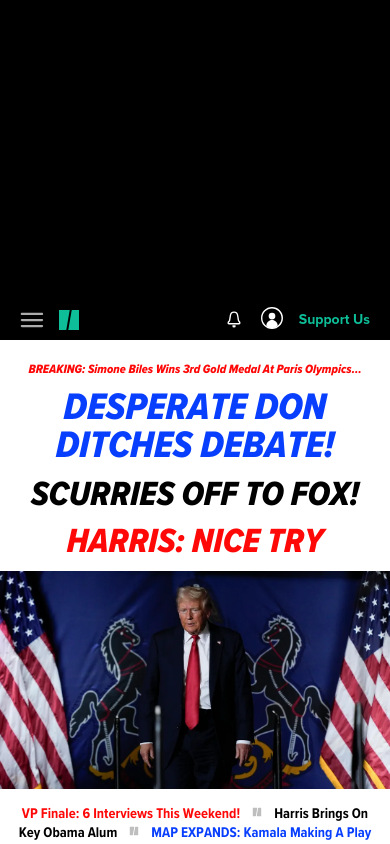 Support Us
BREAKING: Simone Biles Wins 3rd Gold Medal At Paris Olympics...
DESPERATE DON
DITCHES DEBATE!
SCURRIES OFF TO FOX!
HARRIS: NICE TRY
VP Finale: 6 Interviews This Weekend! Harris Brings On
Key Obama Alum MAP EXPANDS: Kamala Making A Play